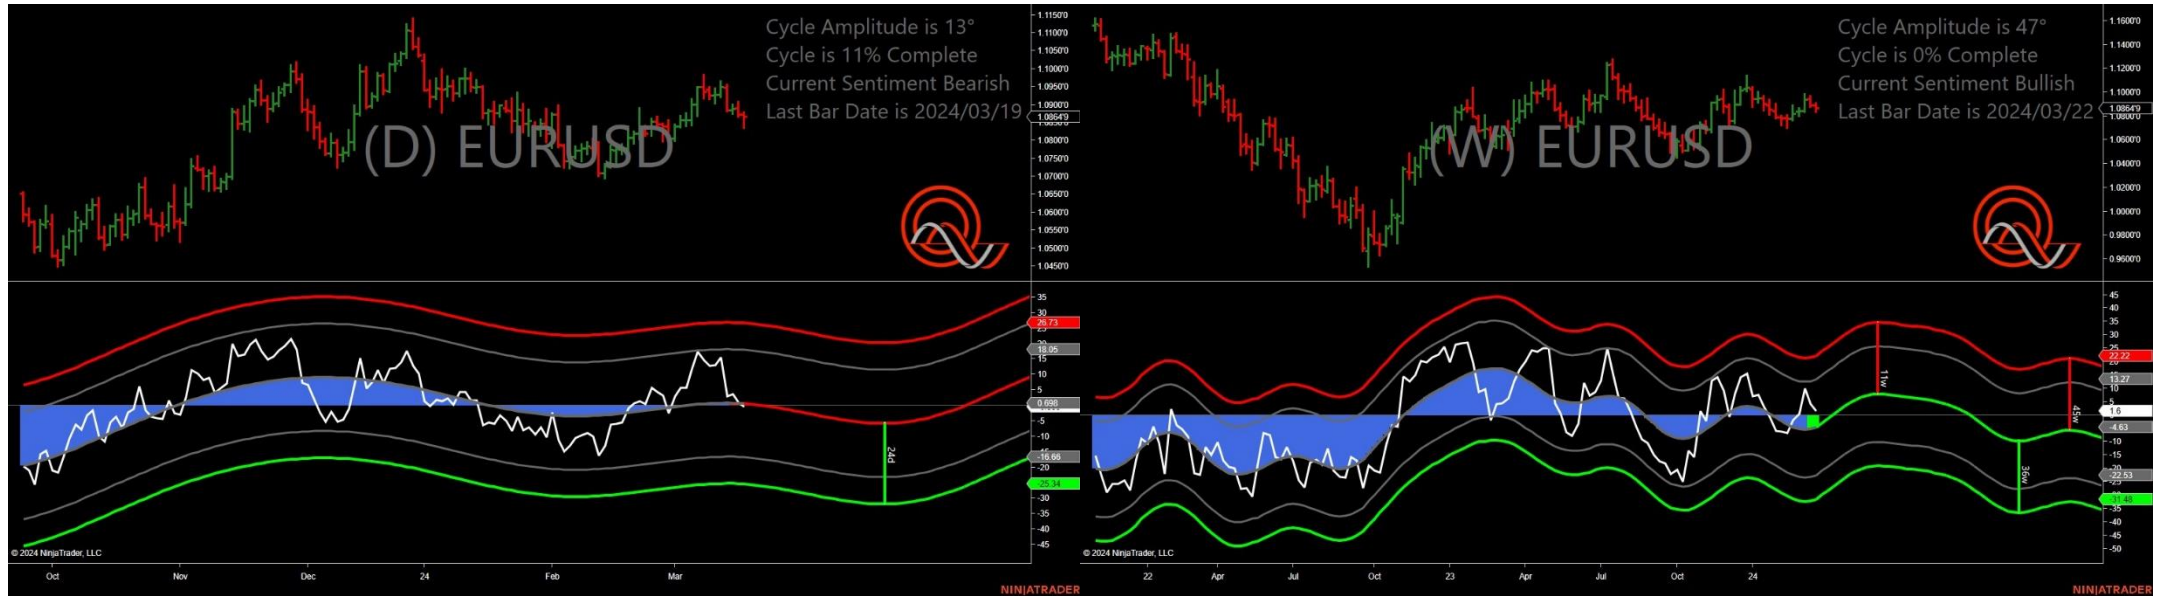 Cycle Amplitude is 13°
Cycle is 11% Complete
Current Sentiment Bearish
Last Bar Date is 2024/03/19
(D) EURUSD
1.1150'0
1.1100'0
1.1050'0
1.1000'0
1.0950'0
1.0900'0
1.0864'9
1.0800'0
1.0750'0
1.0700'0
1.0650'0
1.0600'0
1.0550'0
1.0500'0
1.0450'0
35
30
26.73
18.05
15
10
5
0.698
-5
-10
-16.66
-20
-25.34
-30
-35
-40
-45
24d
© 2024 NinjaTrader, LLC
Oct
Nov
Dec
24
Feb
Mar
NINJATRADER
Cycle Amplitude is 47°
Cycle is 0% Complete
Current Sentiment Bullish
Last Bar Date is 2024/03/22
(W) EURUSD
1.1600'0
1.1400'0
1.1200'0
1.1000'0
1.0864'9
1.0800'0
1.0600'0
1.0400'0
1.0200'0
1.0000'0
0.9800'0
0.9600'0
45
40
35
30
25
22.22
13.27
10
5
1.6
-4.63
-10
-15
-22.53
-31.48
-35
-40
-45
-50
11w
36w
45w
© 2024 NinjaTrader, LLC
22
Apr
Jul
Oct
23
Apr
Jul
Oct
24
NINJATRADER